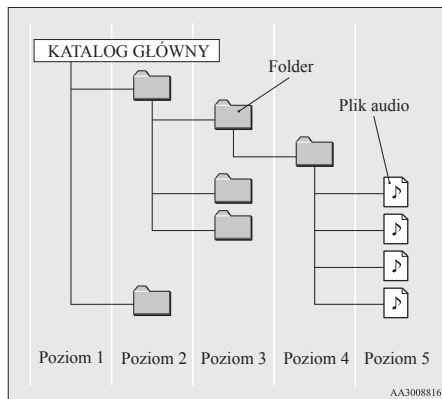 KATALOG GŁÓWNY
Folder
Plik audio
Poziom 1 Poziom 2 Poziom 3 Poziom 4 Poziom 5
AA3008816